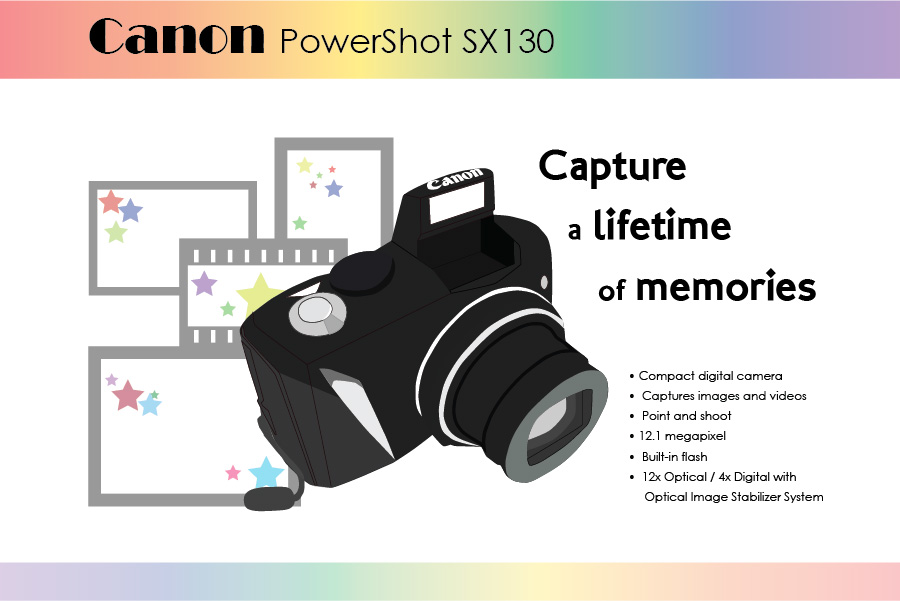 Canon PowerShot SX130
Canon
Capture
a lifetime
of memories
• Compact digital camera
• Captures images and videos
• Point and shoot
• 12.1 megapixel
• Built-in flash
• 12x Optical / 4x Digital with
Optical Image Stabilizer System